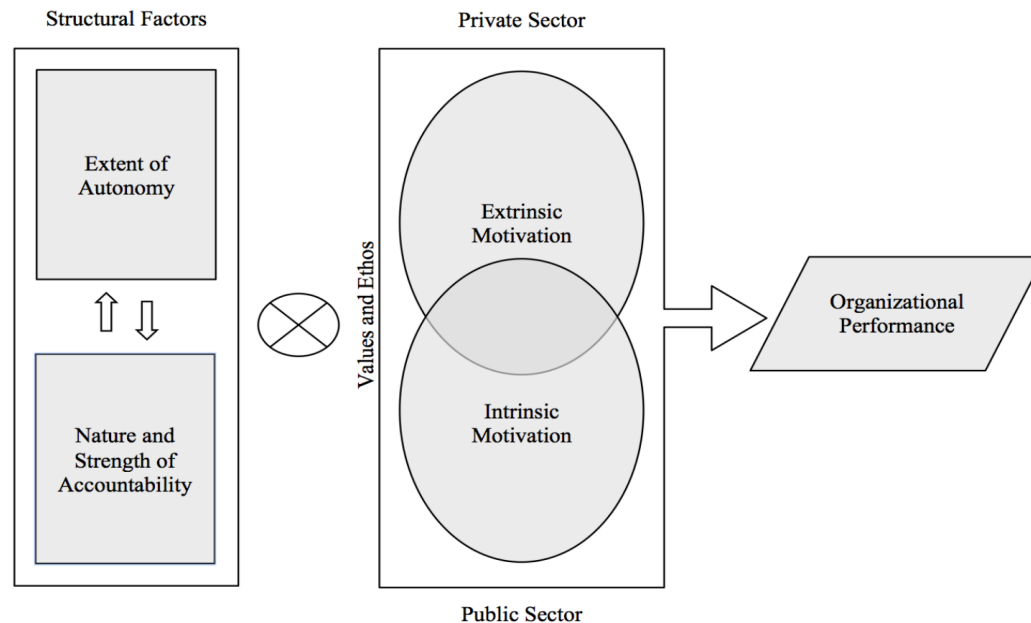 Structural Factors
Extent of
Autonomy
Nature and
Strength of
Accountability
Private Sector
Values and Ethos
Extrinsic
Motivation
Intrinsic
Motivation
Public Sector
Organizational
Performance